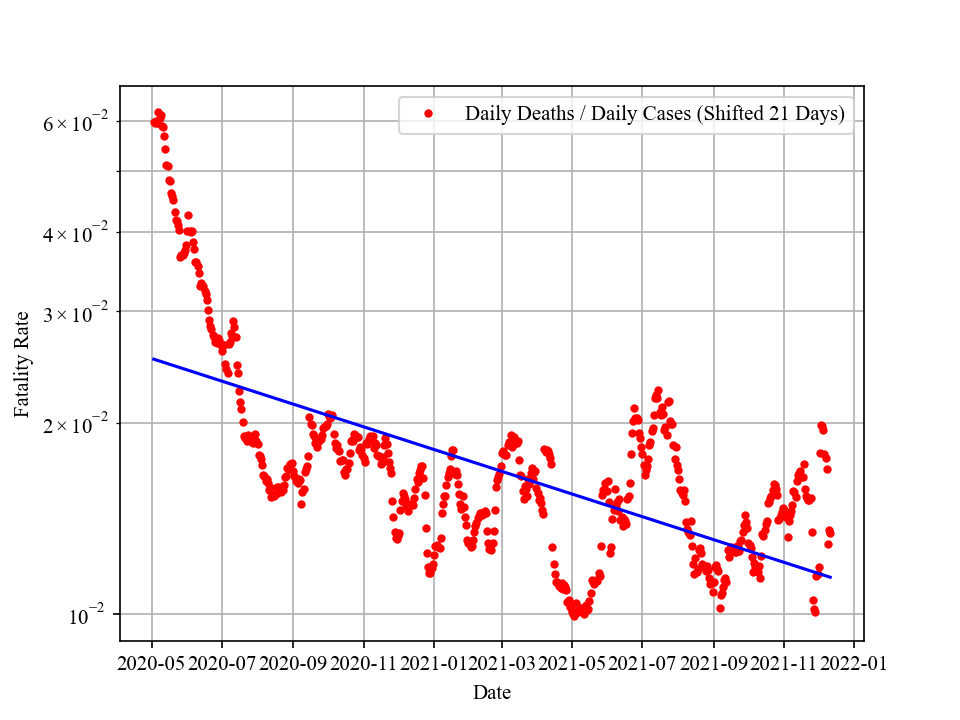 Daily Deaths / Daily Cases (Shifted 21 Days)
6 × 10⁻²
4 × 10⁻²
3 × 10⁻²
2 × 10⁻²
10⁻²
Fatality Rate
2020-05 2020-07 2020-09 2020-11 2021-01 2021-03 2021-05 2021-07 2021-09 2021-11 2022-01
Date